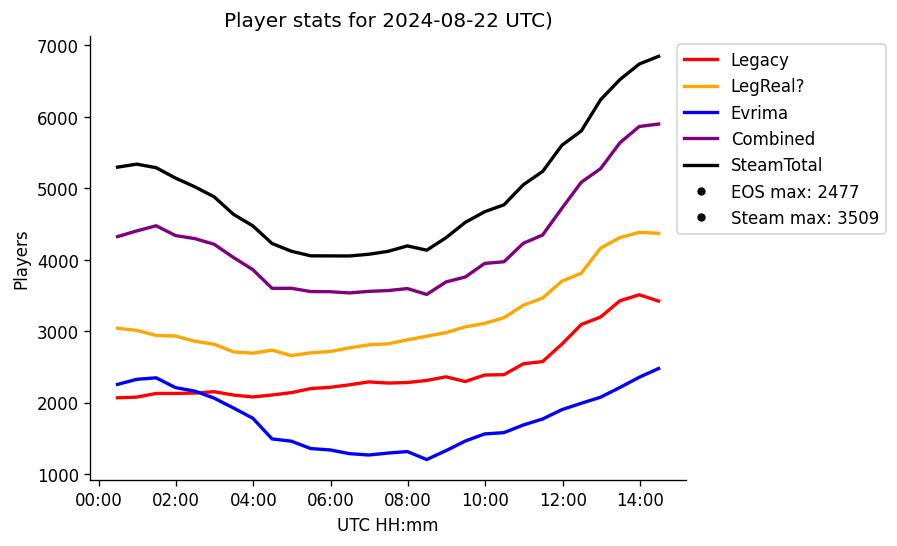 Player stats for 2024-08-22 UTC)
7000
6000
5000
4000
3000
2000
1000
Players
00:00 02:00 04:00 06:00 08:00 10:00 12:00 14:00
UTC HH:mm
Legacy
LegReal?
Evrima
Combined
SteamTotal
EOS max: 2477
Steam max: 3509